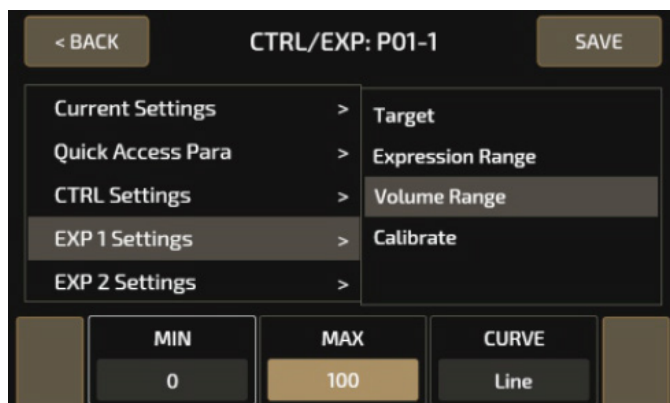 < BACK
CTRL/EXP: P01-1
SAVE
Current Settings >
Quick Access Para >
CTRL Settings >
EXP 1 Settings >
EXP 2 Settings >
Target
Expression Range
Volume Range
Calibrate
MIN
MAX
CURVE
0
100
Line